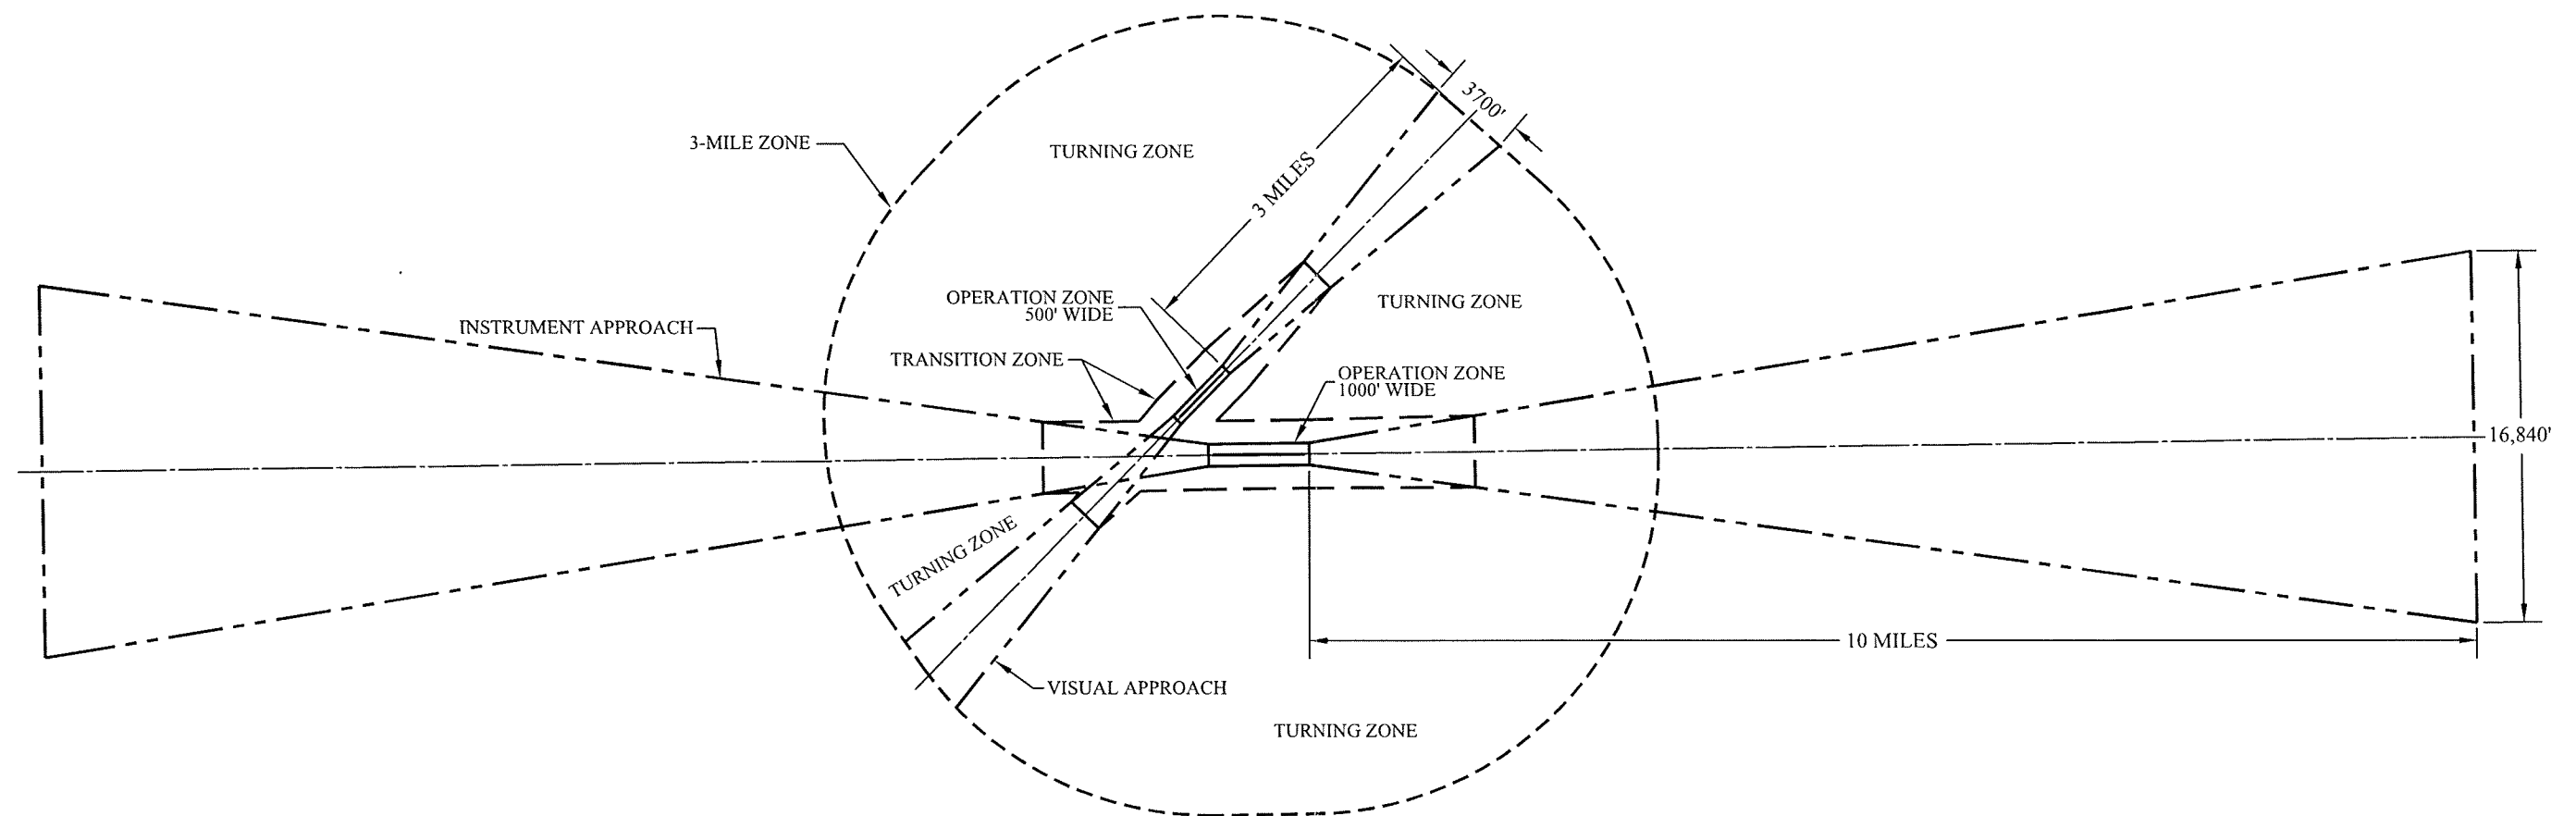 3700'
3-MILE ZONE
TURNING ZONE
3 MILES
OPERATION ZONE
500' WIDE
TURNING ZONE
INSTRUMENT APPROACH
TRANSITION ZONE
OPERATION ZONE
1000' WIDE
16,840'
TURNING ZONE
10 MILES
VISUAL APPROACH
TURNING ZONE